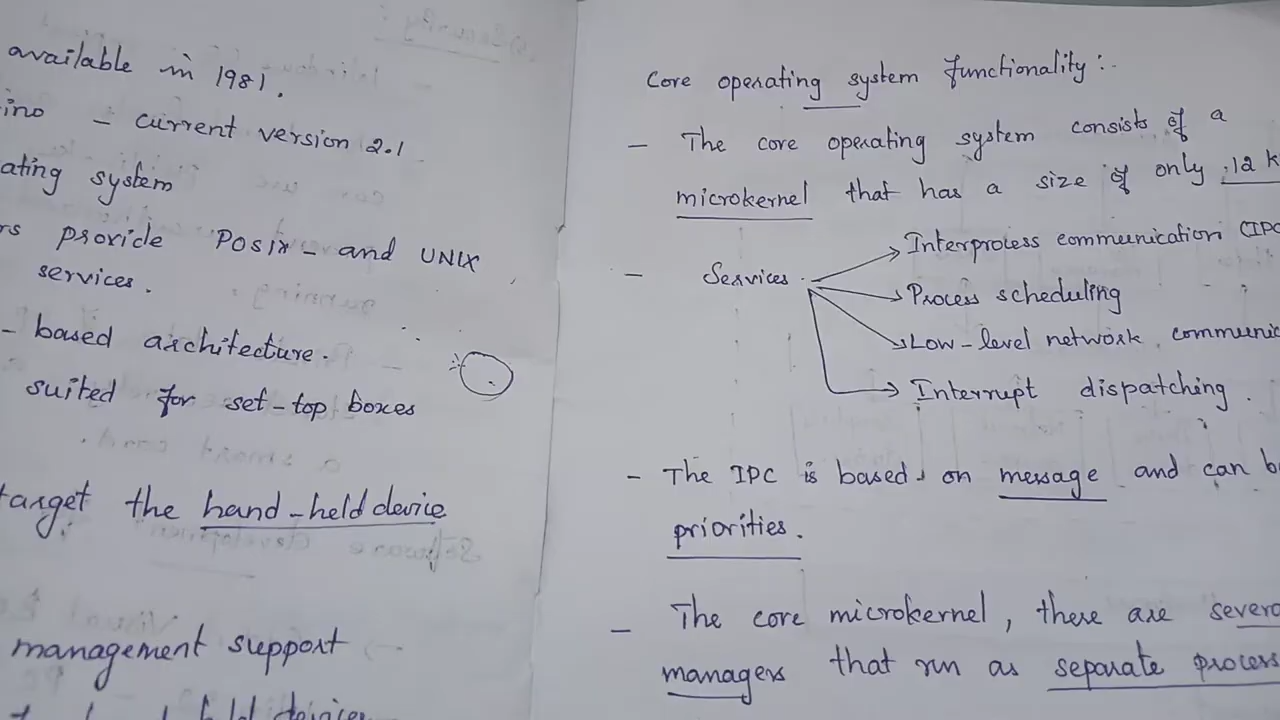 available in 1981.
ino - current version 2.1
ating system
rs provide Posix- and UNIX
services.
- based architecture.
suited for set-top boxes
target the hand-held device
management support
Core operating system functionality:-
- The core operating system consists of a
microkernel that has a size of only 12 k
- Services
Interprocess communication (IPC
Process scheduling
Low-level network communic
Interrupt dispatching.
- The IPC is based on message and can be
priorities.
- The core microkernel, there are severa
managers that run as separate process